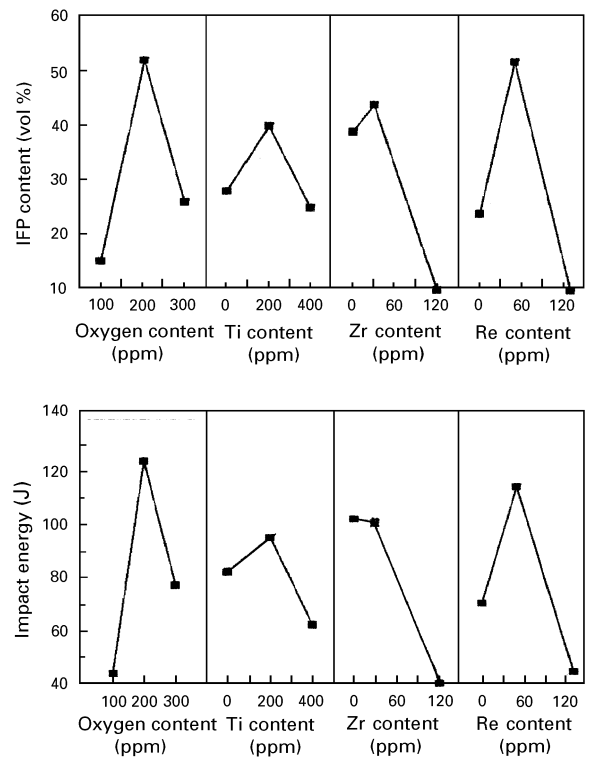 60
50
40
30
20
10
IFP content (vol %)
100 200 300 0 200 400 0 60 120 0 60 120
Oxygen content Ti content Zr content Re content
(ppm) (ppm) (ppm) (ppm)
140
120
100
80
60
40
Impact energy (J)
100 200 300 0 200 400 0 60 120 0 60 120
Oxygen content Ti content Zr content Re content
(ppm) (ppm) (ppm) (ppm)